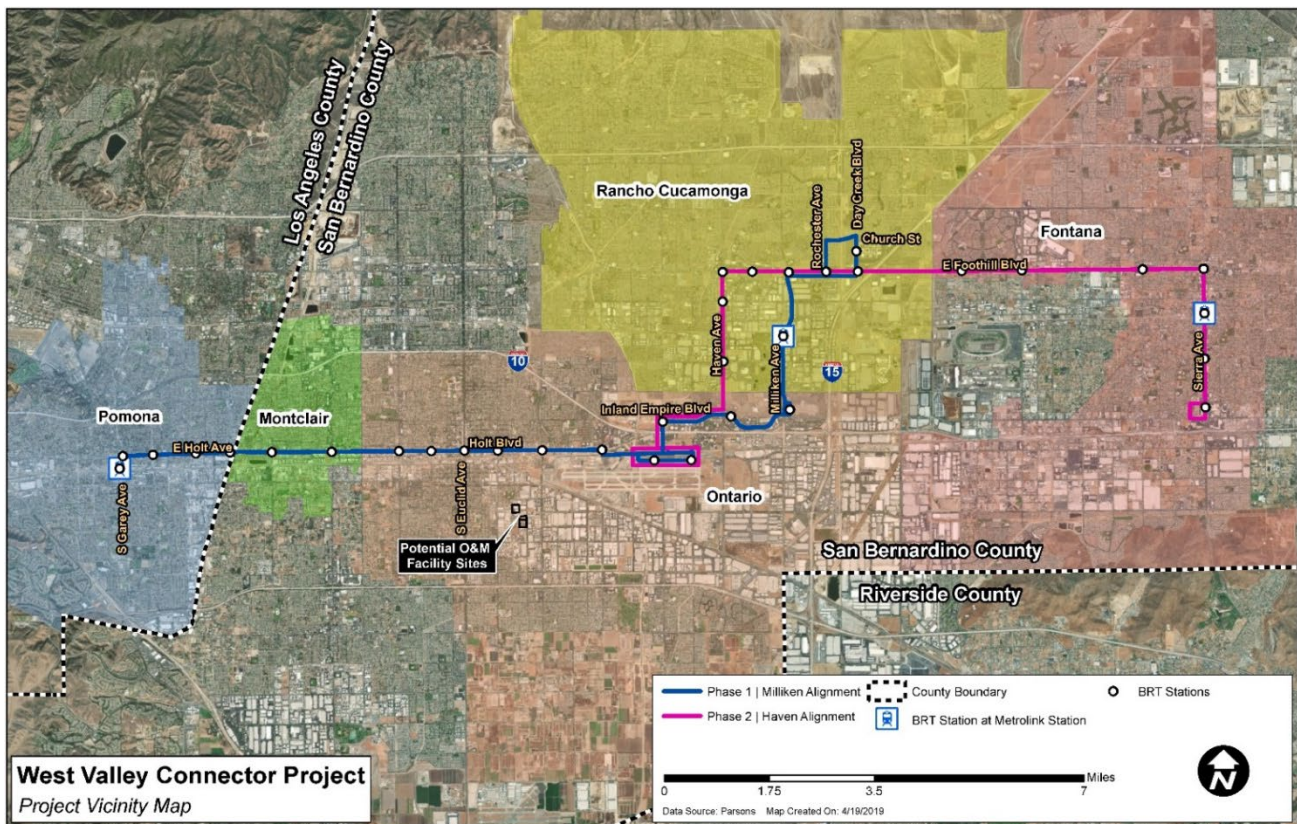 Los Angeles County
San Bernardino County
Rancho Cucamonga
Rochester Ave
Day Creek Blvd
Church St
Fontana
E Foothill Blvd
Haven Ave
Milliken Ave
Sierra Ave
10
15
Inland Empire Blvd
Pomona
Montclair
E Holt Ave
Holt Blvd
S Garey Ave
S Euclid Ave
Ontario
Potential O&M
Facility Sites
San Bernardino County
Riverside County
Phase 1 | Milliken Alignment
County Boundary
BRT Stations
Phase 2 | Haven Alignment
BRT Station at Metrolink Station
Miles
0 1.75 3.5 7
Data Source: Parsons Map Created On: 4/19/2019
N
West Valley Connector Project
Project Vicinity Map